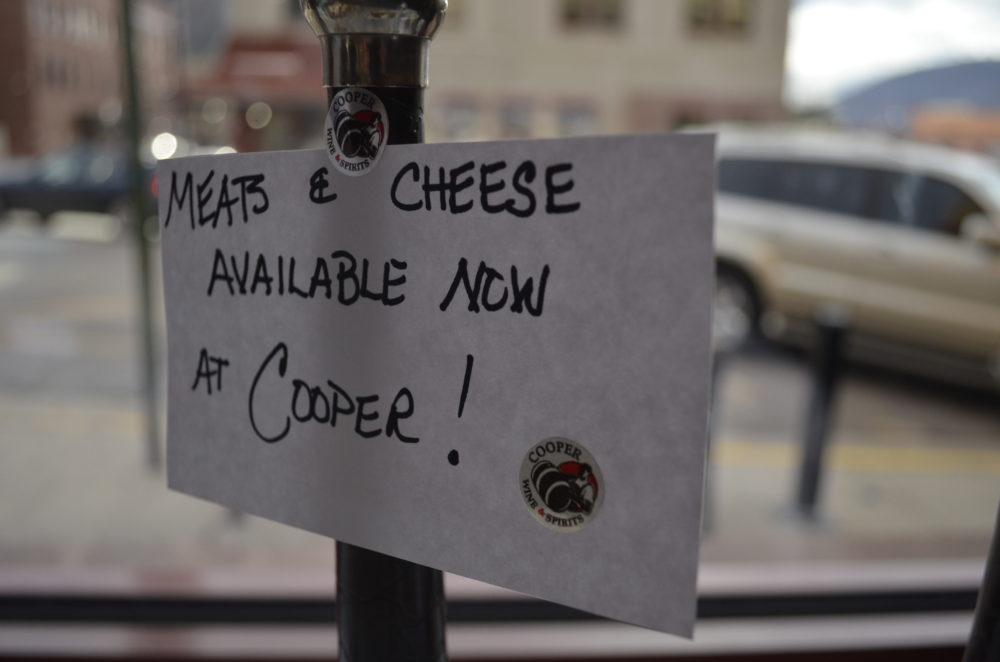 COOPER
WINE & SPIRITS
MEATS & CHEESE
AVAILABLE NOW
AT COOPER!
COOPER
WINE & SPIRITS